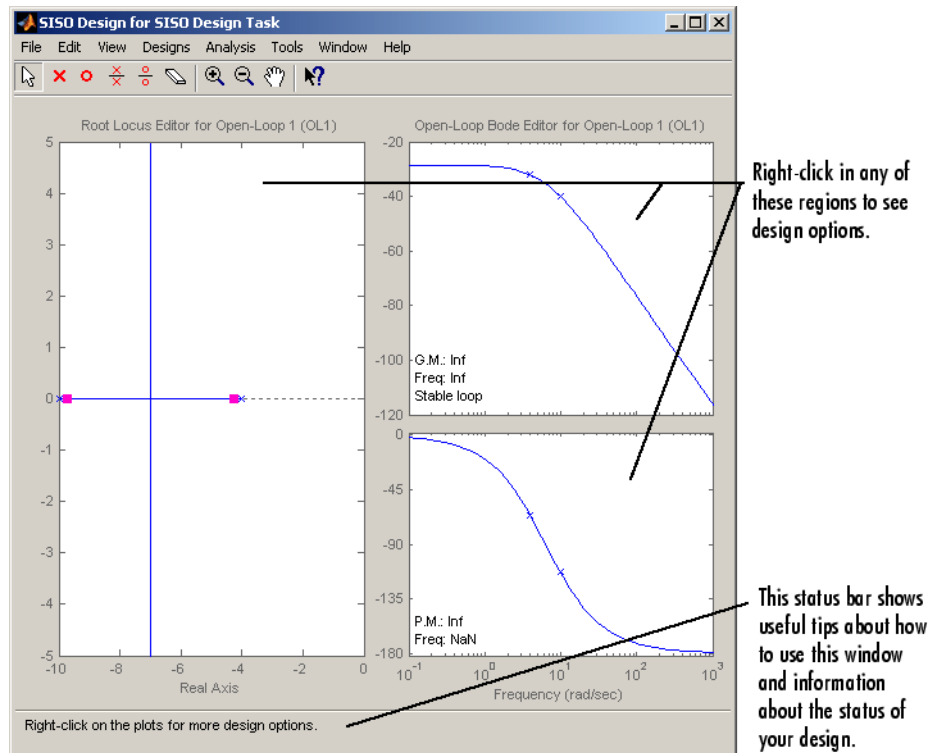 SISO Design for SISO Design Task
File Edit View Designs Analysis Tools Window Help
Root Locus Editor for Open-Loop 1 (OL1)
5
4
3
2
1
0
-1
-2
-3
-4
-5
-10 -8 -6 -4 -2 0
Real Axis
Open-Loop Bode Editor for Open-Loop 1 (OL1)
-20
-40
-60
-80
-100
-120
G.M.: Inf
Freq: Inf
Stable loop
0
-45
-90
-135
-180
P.M.: Inf
Freq: NaN
10^-1 10^0 10^1 10^2 10^3
Frequency (rad/sec)
Right-click on the plots for more design options.
Right-click in any of
these regions to see
design options.
This status bar shows
useful tips about how
to use this window
and information
about the status of
your design.